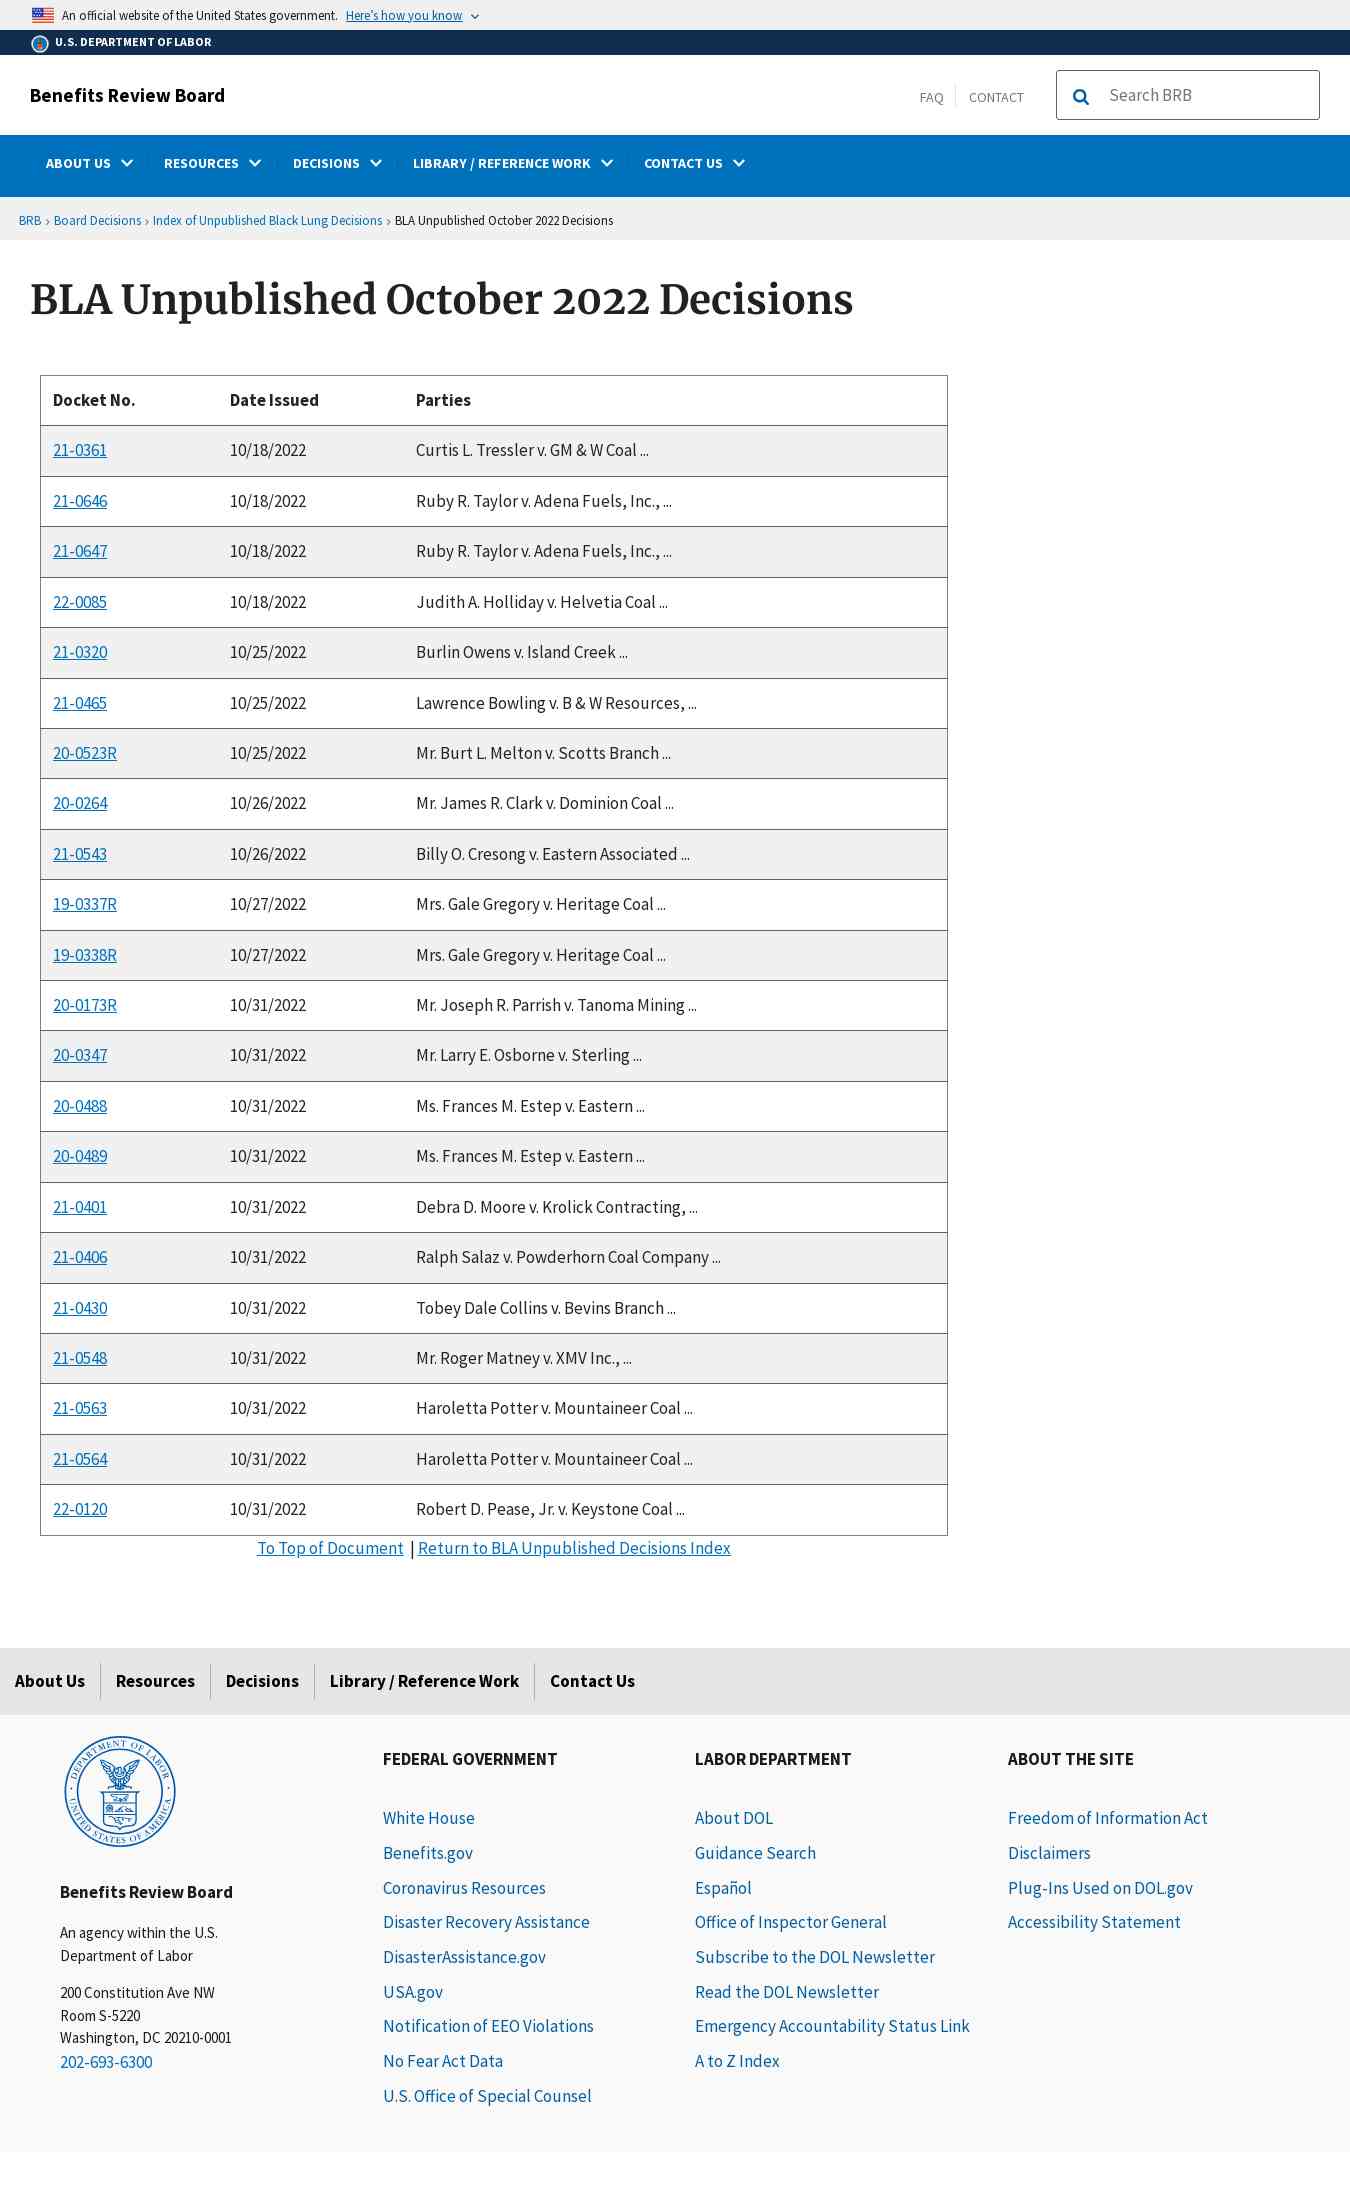 An official website of the United States government. Here's how you know
U.S. DEPARTMENT OF LABOR
Benefits Review Board
FAQ CONTACT Search BRB
ABOUT US RESOURCES DECISIONS LIBRARY / REFERENCE WORK CONTACT US
BRB › Board Decisions › Index of Unpublished Black Lung Decisions › BLA Unpublished October 2022 Decisions
BLA Unpublished October 2022 Decisions
Docket No. Date Issued Parties
21-0361 10/18/2022 Curtis L. Tressler v. GM & W Coal ...
21-0646 10/18/2022 Ruby R. Taylor v. Adena Fuels, Inc., ...
21-0647 10/18/2022 Ruby R. Taylor v. Adena Fuels, Inc., ...
22-0085 10/18/2022 Judith A. Holliday v. Helvetia Coal ...
21-0320 10/25/2022 Burlin Owens v. Island Creek ...
21-0465 10/25/2022 Lawrence Bowling v. B & W Resources, ...
20-0523R 10/25/2022 Mr. Burt L. Melton v. Scotts Branch ...
20-0264 10/26/2022 Mr. James R. Clark v. Dominion Coal ...
21-0543 10/26/2022 Billy O. Cresong v. Eastern Associated ...
19-0337R 10/27/2022 Mrs. Gale Gregory v. Heritage Coal ...
19-0338R 10/27/2022 Mrs. Gale Gregory v. Heritage Coal ...
20-0173R 10/31/2022 Mr. Joseph R. Parrish v. Tanoma Mining ...
20-0347 10/31/2022 Mr. Larry E. Osborne v. Sterling ...
20-0488 10/31/2022 Ms. Frances M. Estep v. Eastern ...
20-0489 10/31/2022 Ms. Frances M. Estep v. Eastern ...
21-0401 10/31/2022 Debra D. Moore v. Krolick Contracting, ...
21-0406 10/31/2022 Ralph Salaz v. Powderhorn Coal Company ...
21-0430 10/31/2022 Tobey Dale Collins v. Bevins Branch ...
21-0548 10/31/2022 Mr. Roger Matney v. XMV Inc., ...
21-0563 10/31/2022 Haroletta Potter v. Mountaineer Coal ...
21-0564 10/31/2022 Haroletta Potter v. Mountaineer Coal ...
22-0120 10/31/2022 Robert D. Pease, Jr. v. Keystone Coal ...
To Top of Document | Return to BLA Unpublished Decisions Index
About Us Resources Decisions Library / Reference Work Contact Us
DEPARTMENT OF LABOR
UNITED STATES OF AMERICA
Benefits Review Board
An agency within the U.S.
Department of Labor
200 Constitution Ave NW
Room S-5220
Washington, DC 20210-0001
202-693-6300
FEDERAL GOVERNMENT
White House
Benefits.gov
Coronavirus Resources
Disaster Recovery Assistance
DisasterAssistance.gov
USA.gov
Notification of EEO Violations
No Fear Act Data
U.S. Office of Special Counsel
LABOR DEPARTMENT
About DOL
Guidance Search
Español
Office of Inspector General
Subscribe to the DOL Newsletter
Read the DOL Newsletter
Emergency Accountability Status Link
A to Z Index
ABOUT THE SITE
Freedom of Information Act
Disclaimers
Plug-Ins Used on DOL.gov
Accessibility Statement